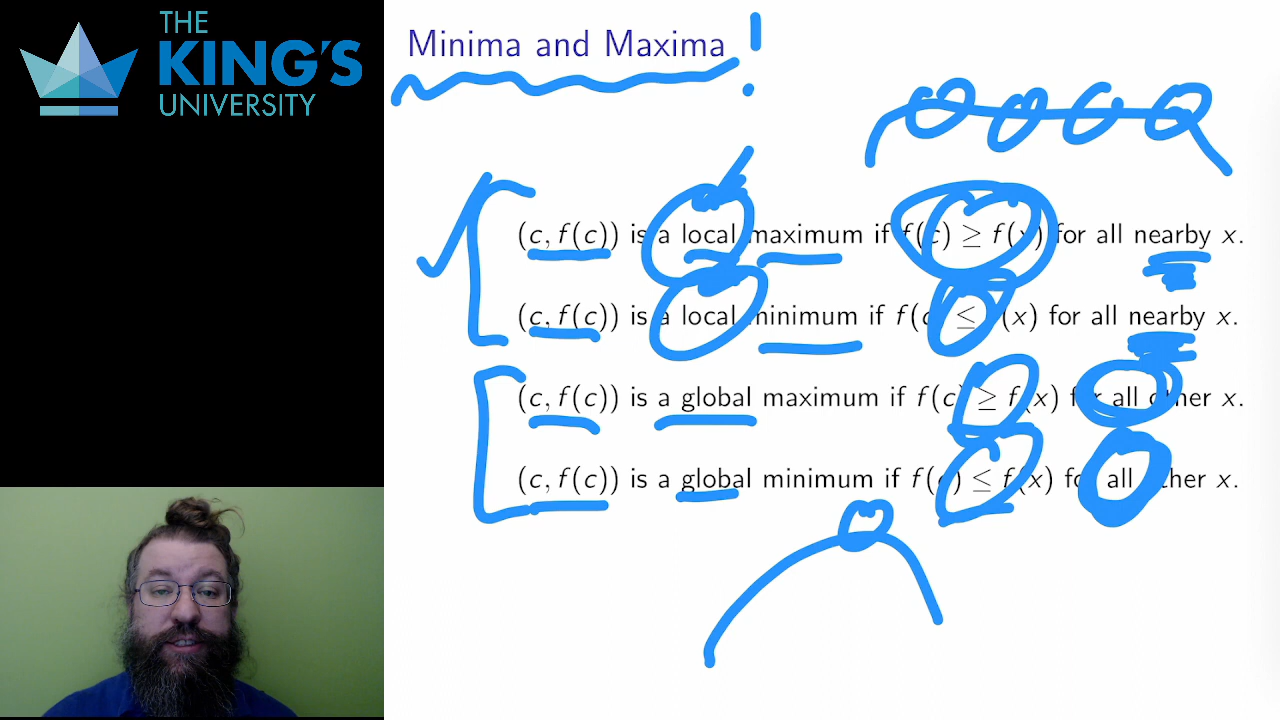 THE
KING'S
UNIVERSITY
Minima and Maxima !
(c, f(c)) is a local maximum if f(c) ≥ f(x) for all nearby x.
(c, f(c)) is a local minimum if f(c) ≤ f(x) for all nearby x.
(c, f(c)) is a global maximum if f(c) ≥ f(x) for all other x.
(c, f(c)) is a global minimum if f(c) ≤ f(x) for all other x.